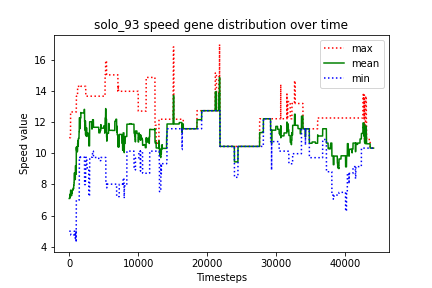 solo_93 speed gene distribution over time
max
mean
min
Speed value
16
14
12
10
8
6
4
0
10000
20000
30000
40000
Timesteps